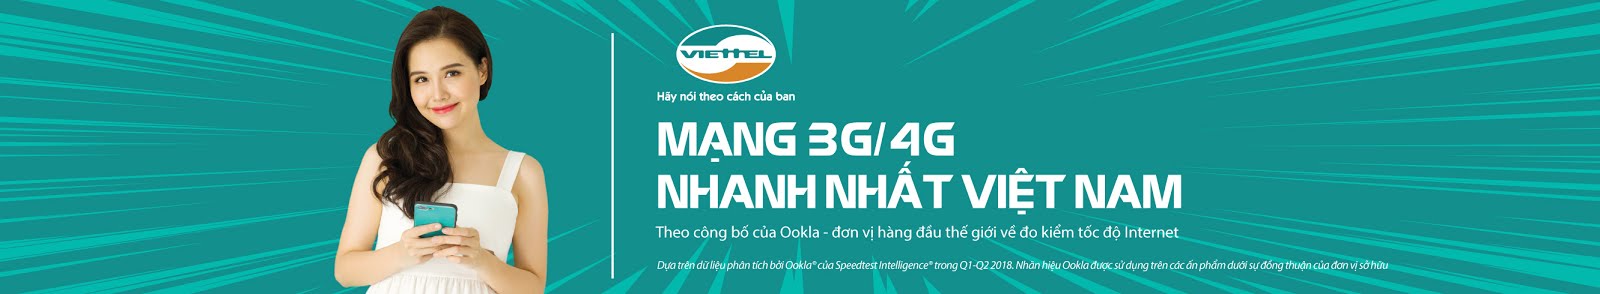 VIETTEL
Hãy nói theo cách của bạn
MẠNG 3G/4G
NHANH NHẤT VIỆT NAM
Theo công bố của Ookla - đơn vị hàng đầu thế giới về đo kiểm tốc độ Internet
Dựa trên dữ liệu phân tích bởi Ookla® của Speedtest Intelligence® trong Q1-Q2 2018. Nhãn hiệu Ookla được sử dụng trên các ấn phẩm dưới sự đồng thuận của đơn vị sở hữu